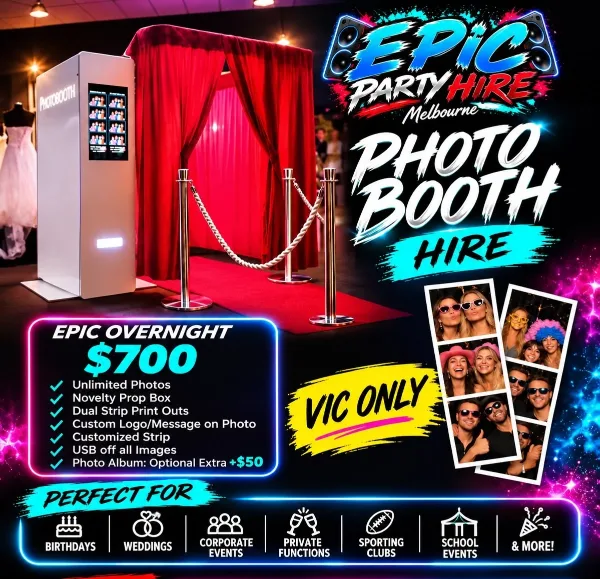 EPIC
PARTY HIRE
Melbourne
PHOTOBOOTH
PHOTO
BOOTH
HIRE
EPIC OVERNIGHT
$700
Unlimited Photos
Novelty Prop Box
Dual Strip Print Outs
Custom Logo/Message on Photo
Customized Strip
USB off all Images
Photo Album: Optional Extra +$50
VIC ONLY
PERFECT FOR
BIRTHDAYS
WEDDINGS
CORPORATE
EVENTS
PRIVATE
FUNCTIONS
SPORTING
CLUBS
SCHOOL
EVENTS
& MORE!